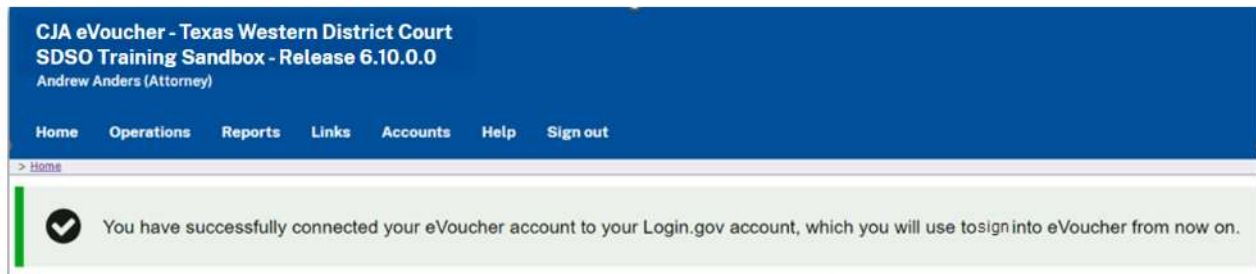 CJA eVoucher - Texas Western District Court
SDSO Training Sandbox - Release 6.10.0.0
Andrew Anders (Attorney)
Home Operations Reports Links Accounts Help Sign out
> Home
You have successfully connected your eVoucher account to your Login.gov account, which you will use tosign into eVoucher from now on.